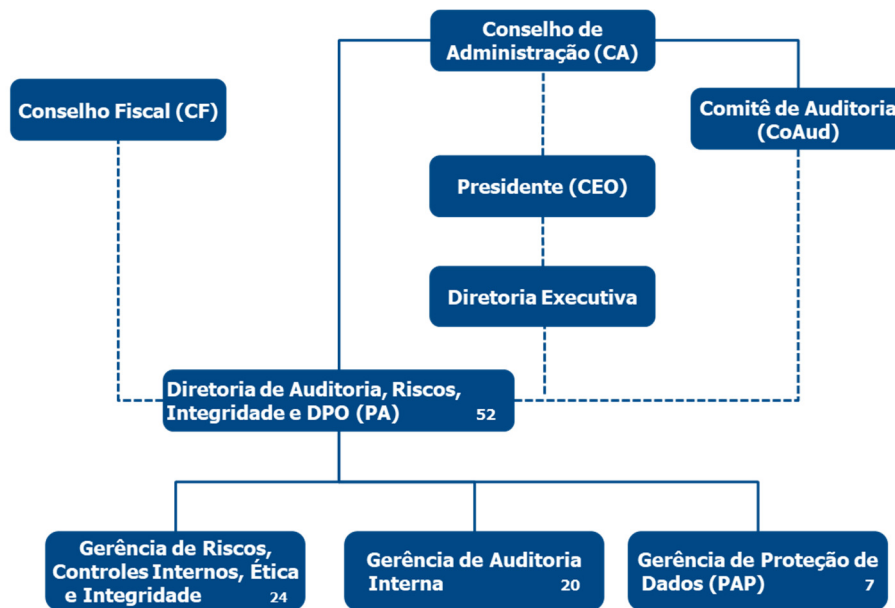 Conselho de
Administração (CA)
Conselho Fiscal (CF)
Comitê de Auditoria
(CoAud)
Presidente (CEO)
Diretoria Executiva
Diretoria de Auditoria, Riscos,
Integridade e DPO (PA) 52
Gerência de Riscos,
Controles Internos, Ética
e Integridade 24
Gerência de Auditoria
Interna 20
Gerência de Proteção de
Dados (PAP) 7